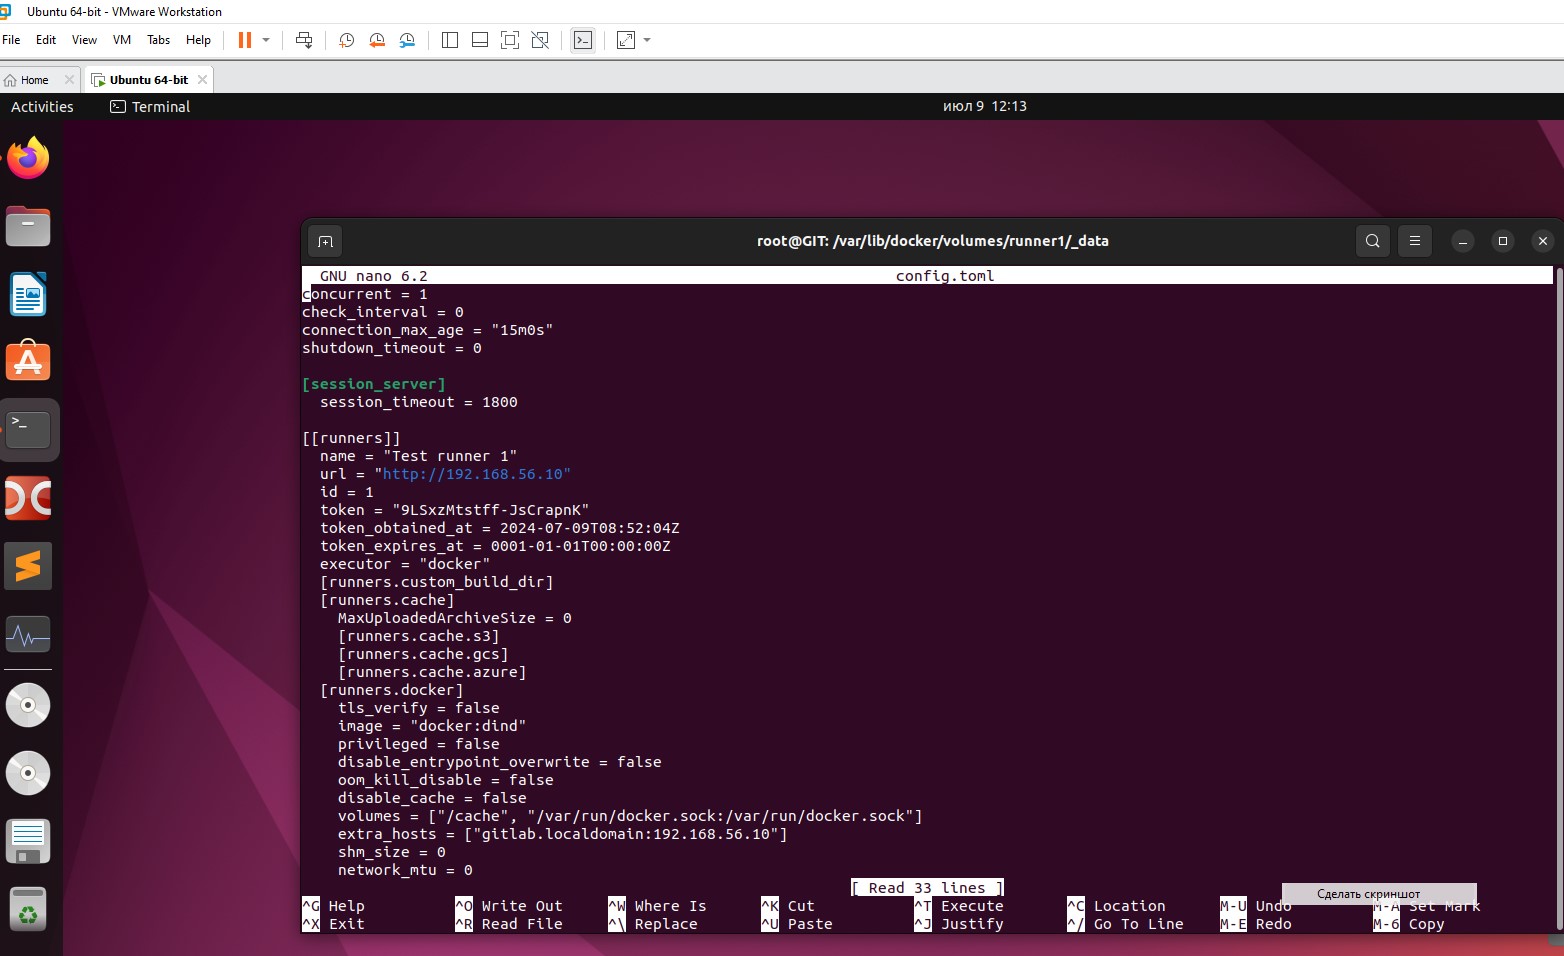 Ubuntu 64-bit - VMware Workstation
File Edit View VM Tabs Help
Home Ubuntu 64-bit
Activities Terminal июл 9 12:13
root@GIT: /var/lib/docker/volumes/runner1/_data
GNU nano 6.2 config.toml
concurrent = 1
check_interval = 0
connection_max_age = "15m0s"
shutdown_timeout = 0
[session_server]
session_timeout = 1800
[[runners]]
name = "Test runner 1"
url = "http://192.168.56.10"
id = 1
token = "9LSxzMtstff-JsCrapnK"
token_obtained_at = 2024-07-09T08:52:04Z
token_expires_at = 0001-01-01T00:00:00Z
executor = "docker"
[runners.custom_build_dir]
[runners.cache]
MaxUploadedArchiveSize = 0
[runners.cache.s3]
[runners.cache.gcs]
[runners.cache.azure]
[runners.docker]
tls_verify = false
image = "docker:dind"
privileged = false
disable_entrypoint_overwrite = false
oom_kill_disable = false
disable_cache = false
volumes = ["/cache", "/var/run/docker.sock:/var/run/docker.sock"]
extra_hosts = ["gitlab.localdomain:192.168.56.10"]
shm_size = 0
network_mtu = 0
[ Read 33 lines ]
Сделать скриншот
^G Help ^O Write Out ^W Where Is ^K Cut ^T Execute ^C Location M-U Undo M-A Set Mark
^X Exit ^R Read File ^\ Replace ^U Paste ^J Justify ^/ Go To Line M-E Redo M-6 Copy